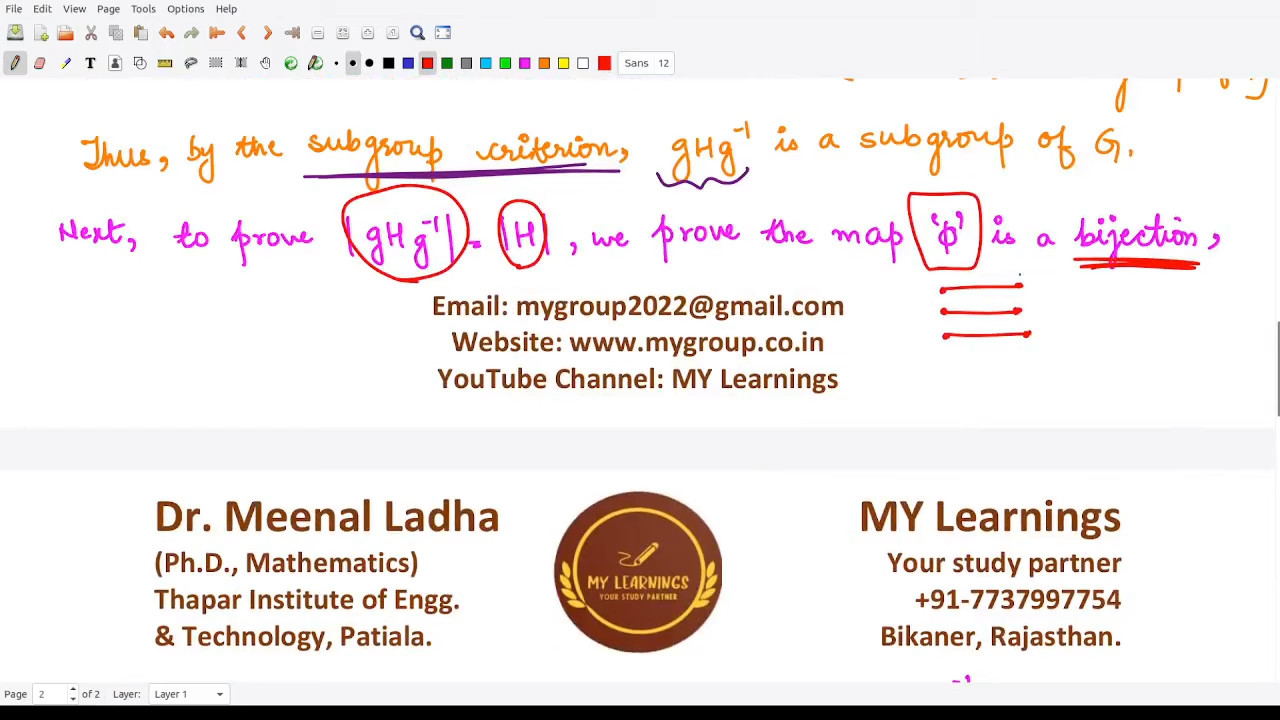 File Edit View Page Tools Options Help
Sans 12
Thus, by the subgroup criterion, gHg⁻¹ is a subgroup of G.
Next, to prove |gHg⁻¹| = |H|, we prove the map 'ϕ' is a bijection,
Email: mygroup2022@gmail.com
Website: www.mygroup.co.in
YouTube Channel: MY Learnings
Dr. Meenal Ladha
(Ph.D., Mathematics)
Thapar Institute of Engg.
& Technology, Patiala.
MY LEARNINGS
YOUR STUDY PARTNER
MY Learnings
Your study partner
+91-7737997754
Bikaner, Rajasthan.
Page 2 of 2 Layer: Layer 1